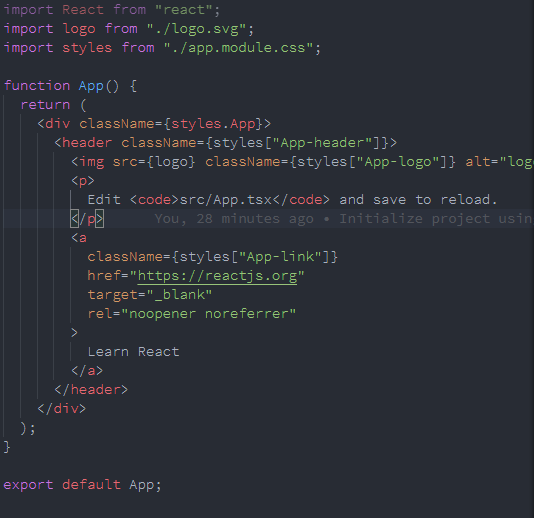 import React from "react";
import logo from "./logo.svg";
import styles from "./app.module.css";
function App() {
return (
<div className={styles.App}>
<header className={styles["App-header"]}>
<img src={logo} className={styles["App-logo"]} alt="logo
<p>
Edit <code>src/App.tsx</code> and save to reload.
</p> You, 28 minutes ago • Initialize project usin
<a
className={styles["App-link"]}
href="https://reactjs.org"
target="_blank"
rel="noopener noreferrer"
>
Learn React
</a>
</header>
</div>
);
}
export default App;